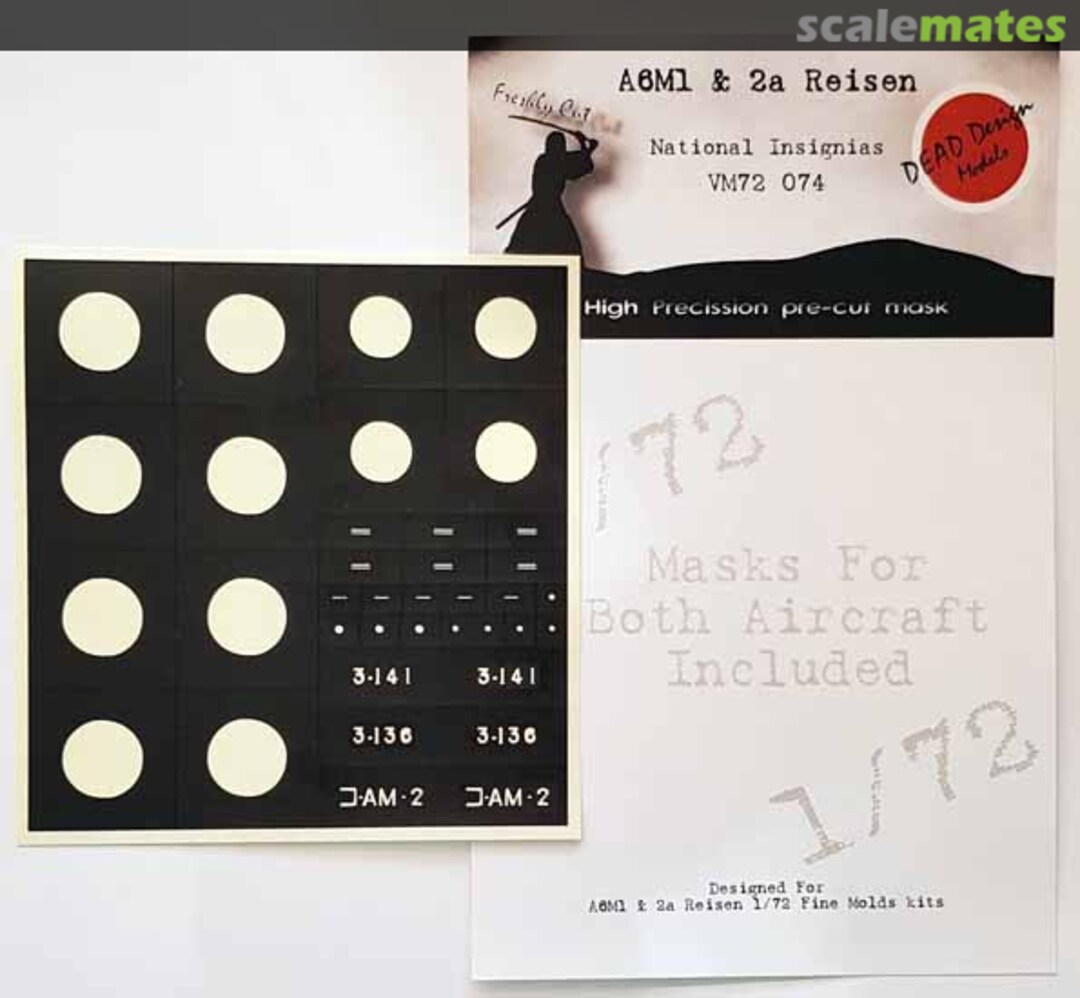 scalemates
A6M1 & 2a Reisen
Freshly Cut
National Insignias
VM72 074
DEAD Design
Models
High Precission pre-cut mask
1/72
Masks For
Both Aircraft
Included
1/72
Designed For
A6M1 & 2a Reisen 1/72 Fine Molds kits
3-141 3-141
3-136 3-136
コ-AM-2 コ-AM-2